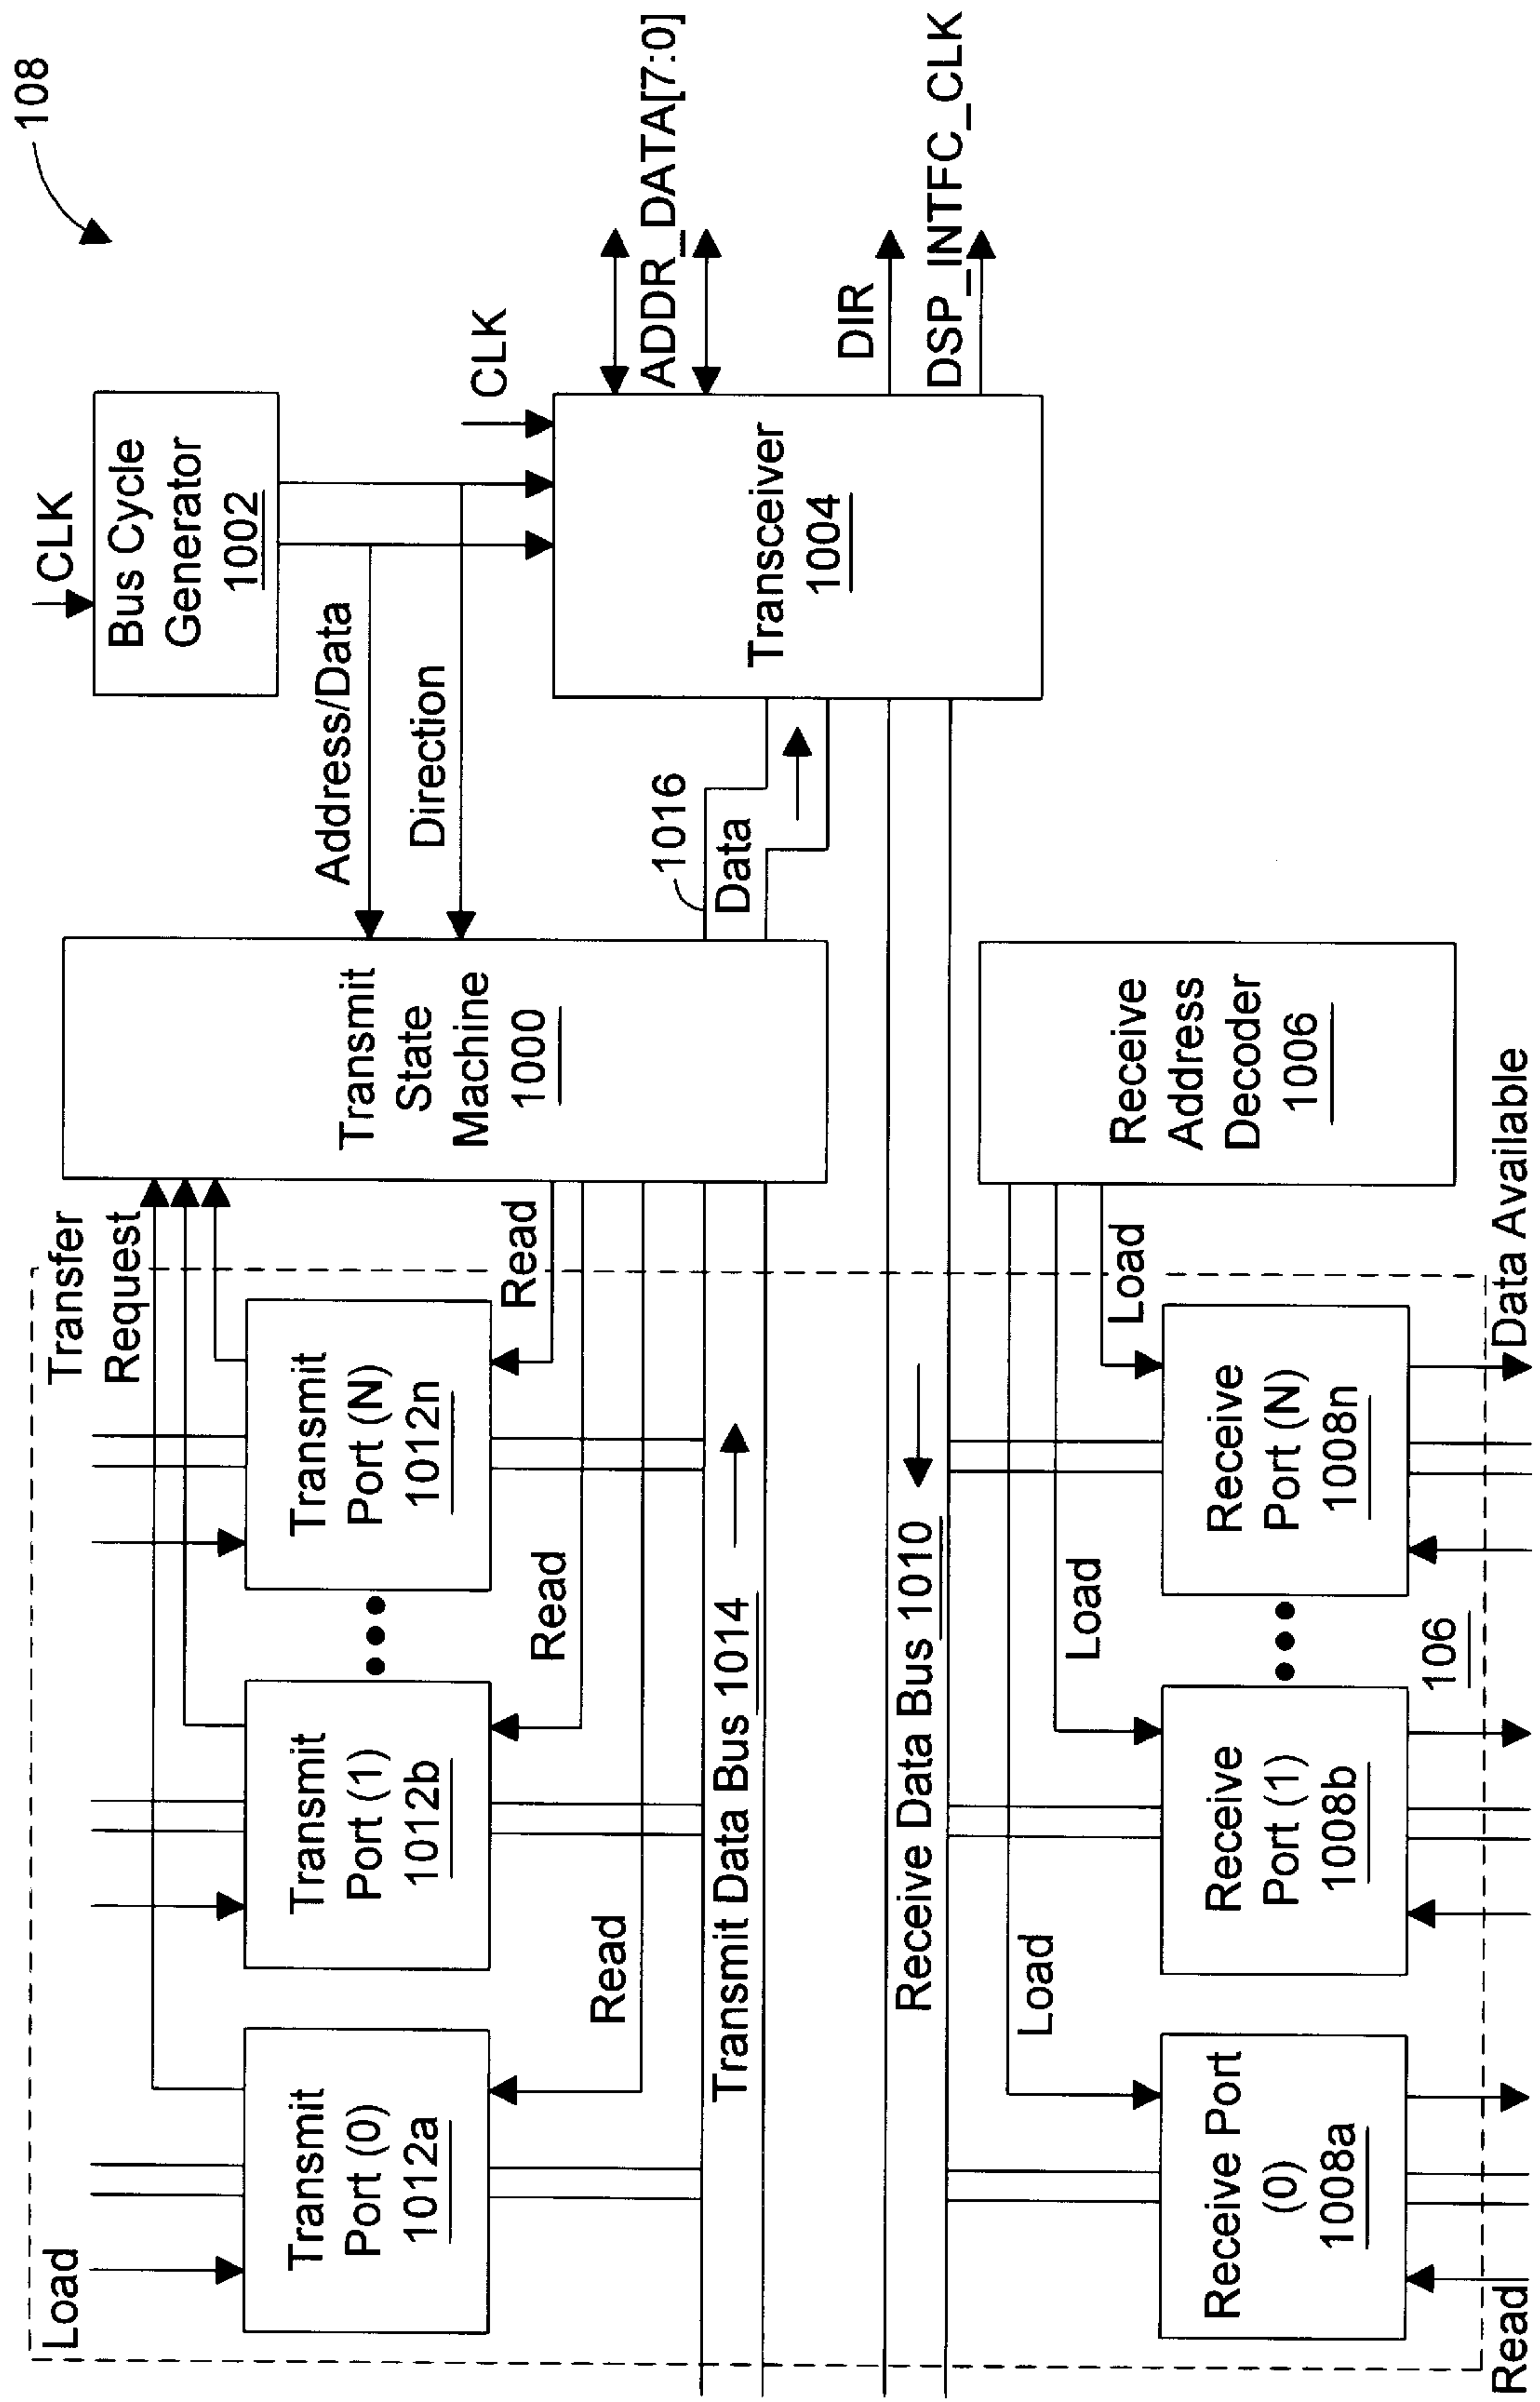 108
CLK
Bus Cycle
Generator
1002
CLK
ADDR_DATA[7:0]
Address/Data
Direction
Transceiver
1004
DIR
DSP_INTFC_CLK
1016
Data
Transmit
State
Machine
1000
Transfer
Request
Load
Transmit
Port (0)
1012a
Transmit
Port (1)
1012b
Transmit
Port (N)
1012n
Read
Read
Read
Transmit Data Bus 1014
Receive Data Bus 1010
Receive
Address
Decoder
1006
Load
Load
Load
Receive Port
(0)
1008a
Receive
Port (1)
1008b
Receive
Port (N)
1008n
106
Read
Data Available